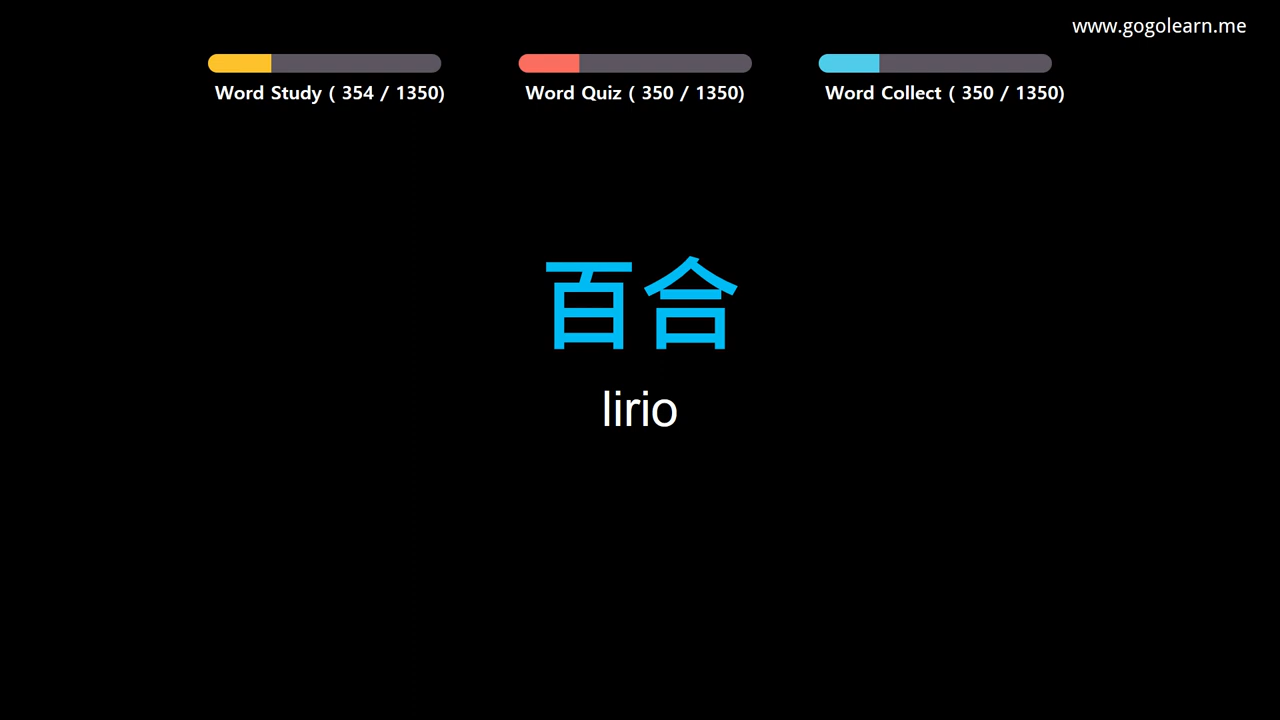 www.gogolearn.me
Word Study ( 354 / 1350)
Word Quiz ( 350 / 1350)
Word Collect ( 350 / 1350)
百合
lirio